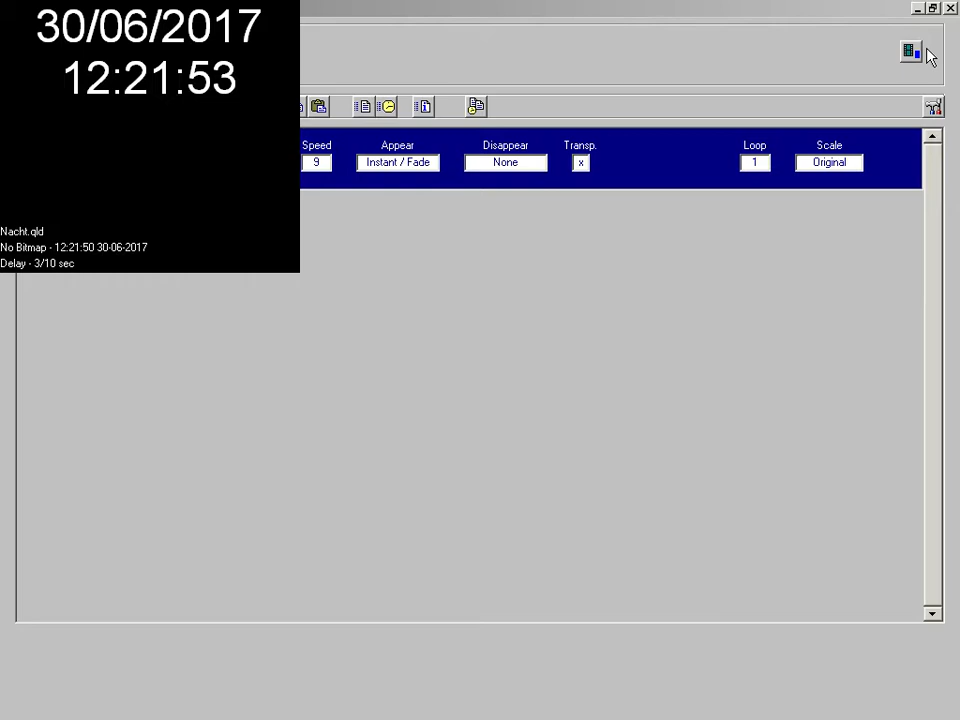 30/06/2017
12:21:53
Nacht.qld
No Bitmap - 12:21:50 30-06-2017
Delay - 3/10 sec
Speed Appear Disappear Transp. Loop Scale
9 Instant / Fade None x 1 Original